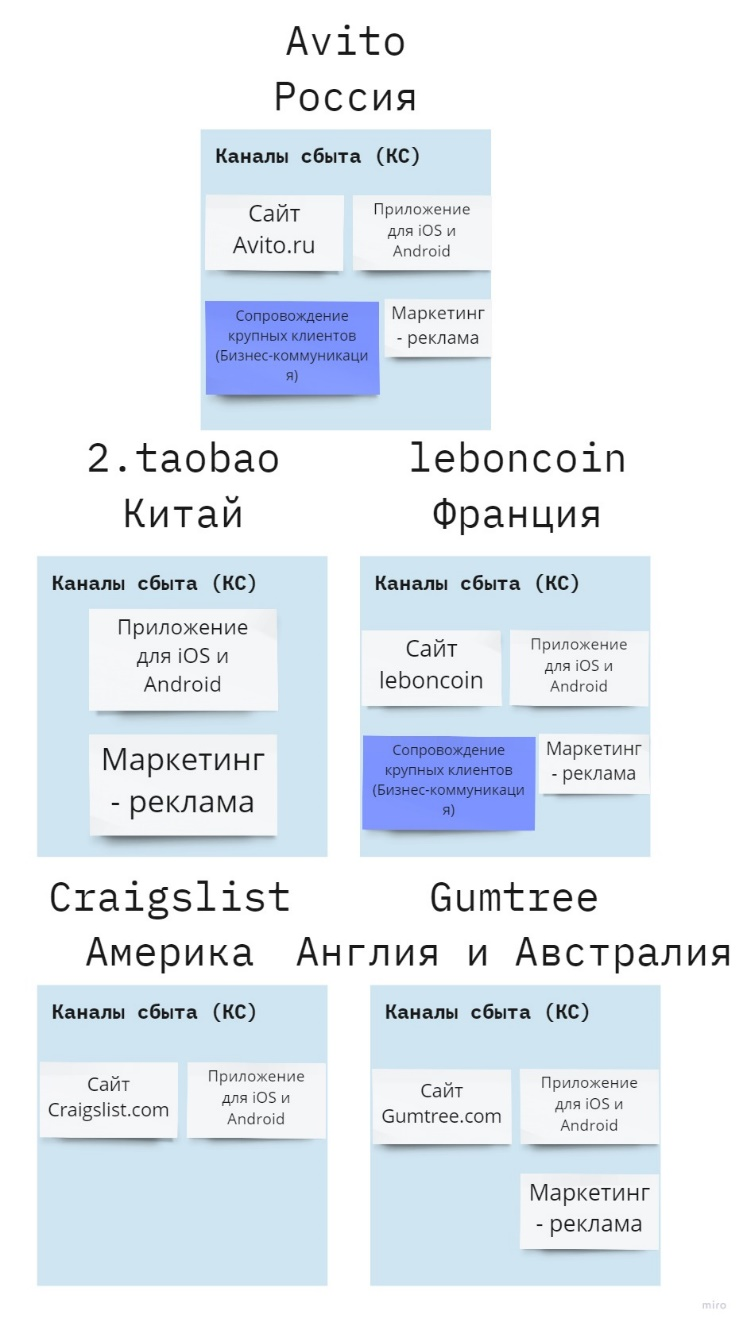 Avito
Россия
Каналы сбыта (КС)
Сайт
Avito.ru
Приложение
для iOS и
Android
Сопровождение
крупных клиентов
(Бизнес-коммуникаци
я)
Маркетинг
- реклама
2.taobao
Китай
Каналы сбыта (КС)
Приложение
для iOS и
Android
Маркетинг
- реклама
leboncoin
Франция
Каналы сбыта (КС)
Сайт
leboncoin
Приложение
для iOS и
Android
Сопровождение
крупных клиентов
(Бизнес-коммуникаци
я)
Маркетинг
- реклама
Craigslist
Америка
Каналы сбыта (КС)
Сайт
Craigslist.com
Приложение
для iOS и
Android
Gumtree
Англия и Австралия
Каналы сбыта (КС)
Сайт
Gumtree.com
Приложение
для iOS и
Android
Маркетинг
- реклама
miro